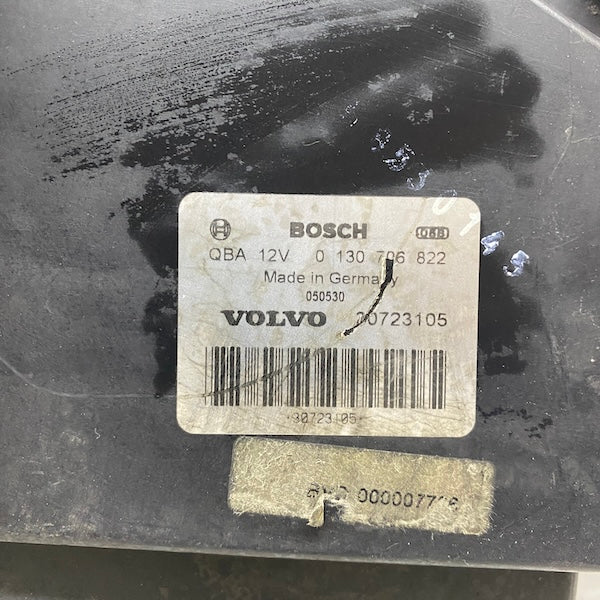 BOSCH
QBA 12V 0 130 706 822
Made in Germany
050530
VOLVO 30723105
30723105